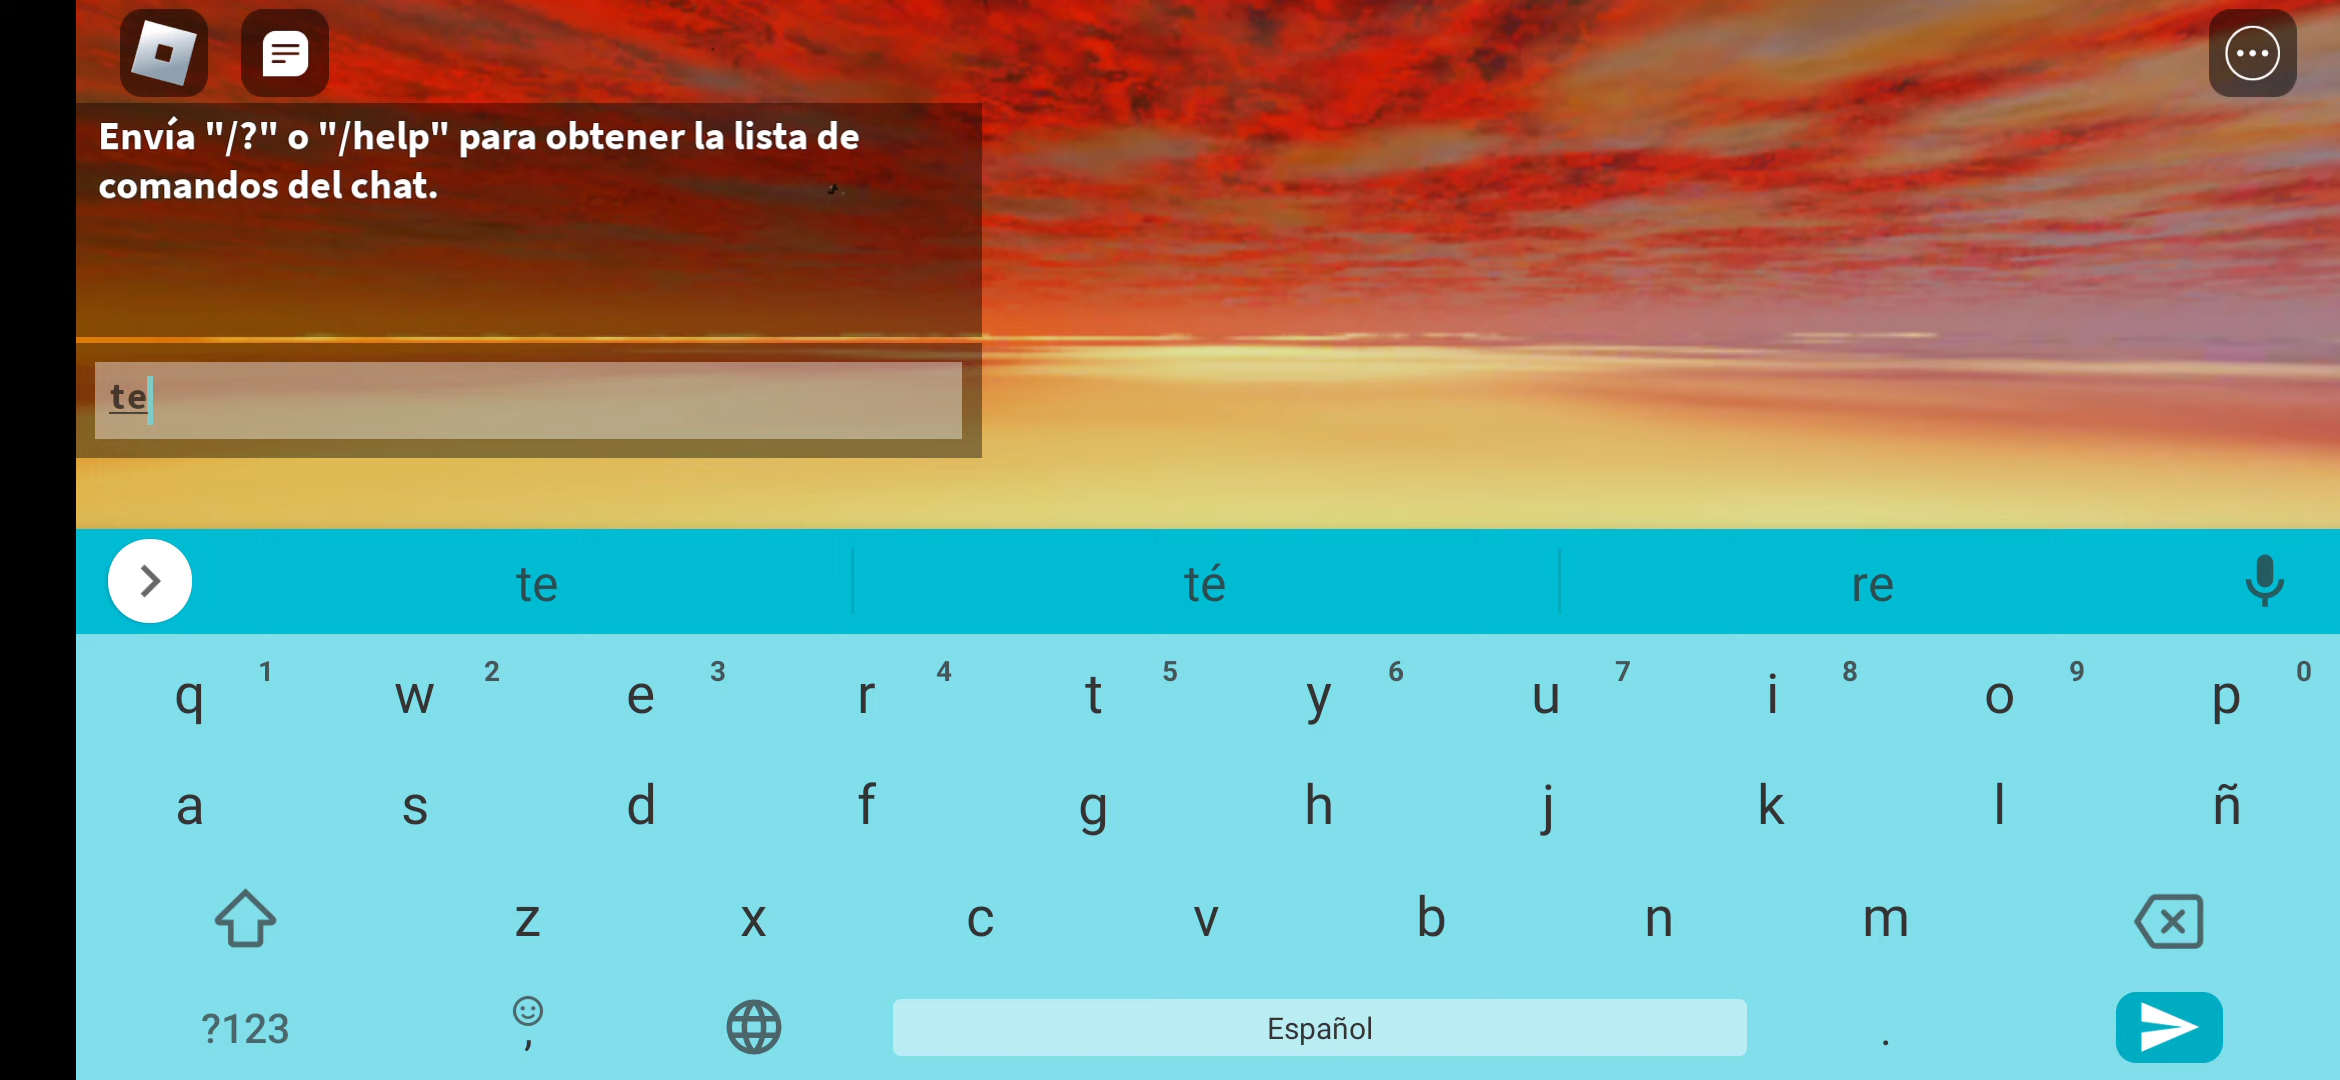 Envía "/?" o "/help" para obtener la lista de
comandos del chat.
te
te té re
q 1 w 2 e 3 r 4 t 5 y 6 u 7 i 8 o 9 p 0
a s d f g h j k l ñ
z x c v b n m
?123 , Español .